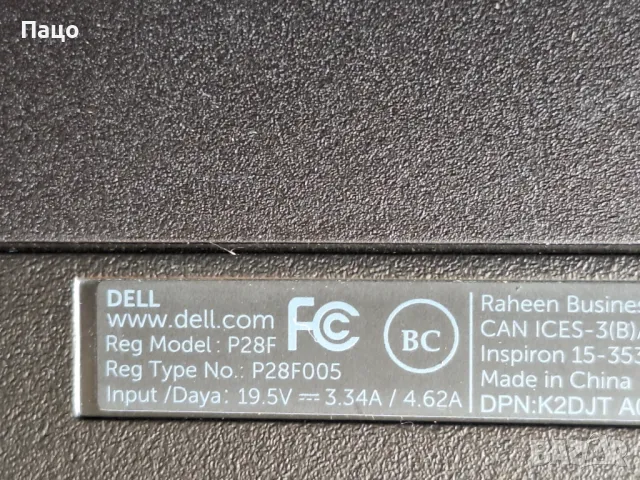 Пацо
DELL
www.dell.com
Reg Model : P28F
Reg Type No.: P28F005
Input /Daya: 19.5V ⎓ 3.34A / 4.62A
FC
BC
Raheen Busine
CAN ICES-3(B)/
Inspiron 15-353
Made in China
DPN:K2DJT A0